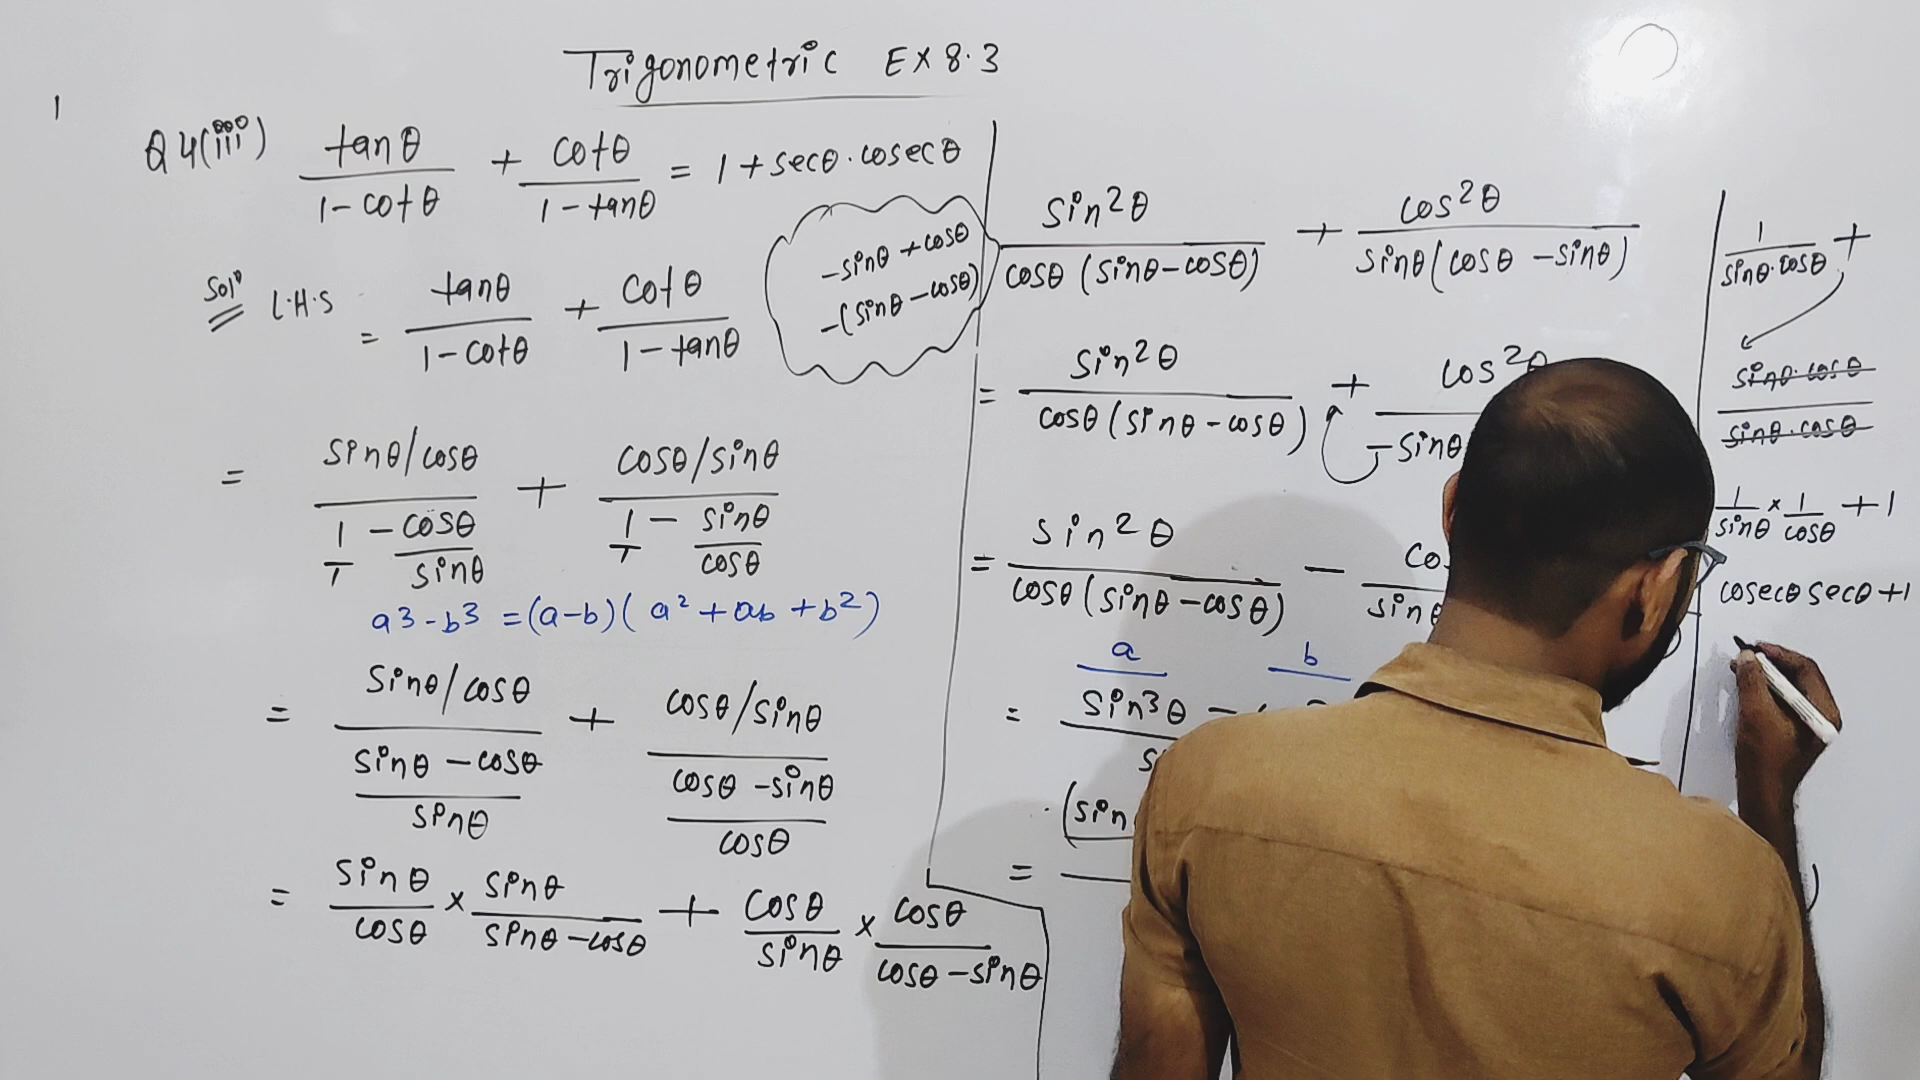 Trigonometric EX 8.3
Q4(iii) tanθ/(1-cotθ) + cotθ/(1-tanθ) = 1+secθ.cosecθ
Solⁿ L.H.S = tanθ/(1-cotθ) + cotθ/(1-tanθ)
-sinθ+cosθ
-(sinθ-cosθ)
= (sinθ/cosθ)/(1/1 - cosθ/sinθ) + (cosθ/sinθ)/(1/1 - sinθ/cosθ)
a³-b³ = (a-b)(a²+ab+b²)
= (sinθ/cosθ)/((sinθ-cosθ)/sinθ) + (cosθ/sinθ)/((cosθ-sinθ)/cosθ)
= sinθ/cosθ × sinθ/(sinθ-cosθ) + cosθ/sinθ × cosθ/(cosθ-sinθ)
sin²θ/(cosθ(sinθ-cosθ)) + cos²θ/(sinθ(cosθ-sinθ))
= sin²θ/(cosθ(sinθ-cosθ)) + cos²θ/(-sinθ
= sin²θ/(cosθ(sinθ-cosθ)) -
a b
= sin³θ -
= (sin
1/(sinθ.cosθ) +
sinθ.cosθ/sinθ.cosθ
1/sinθ × 1/cosθ + 1
cosecθ secθ+1